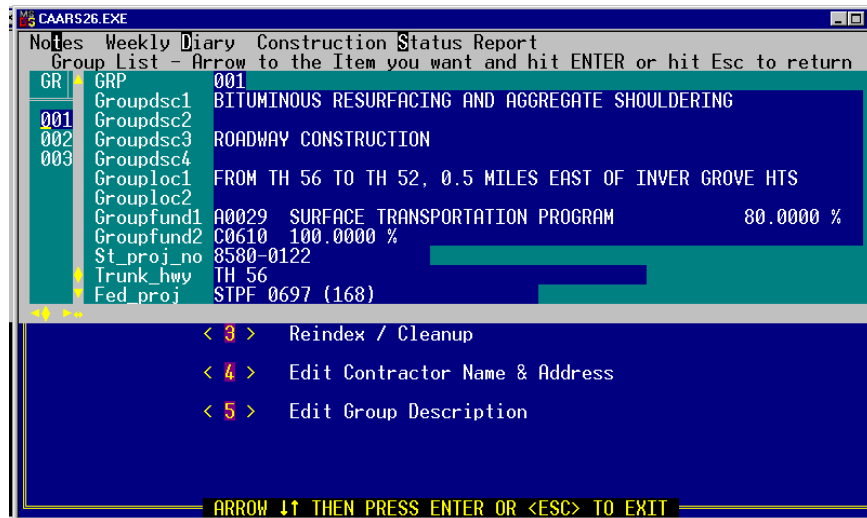 CAARS26.EXE
Notes Weekly Diary Construction Status Report
Group List - Arrow to the Item you want and hit ENTER or hit Esc to return
GR GRP 001
Groupdsc1 BITUMINOUS RESURFACING AND AGGREGATE SHOULDERING
001 Groupdsc2
002 Groupdsc3 ROADWAY CONSTRUCTION
003 Groupdsc4
Grouploc1 FROM TH 56 TO TH 52, 0.5 MILES EAST OF INVER GROVE HTS
Grouploc2
Groupfund1 A0029 SURFACE TRANSPORTATION PROGRAM 80.0000 %
Groupfund2 C0610 100.0000 %
St_proj_no 8580-0122
Trunk_hwy TH 56
Fed_proj STPF 0697 (168)
< 3 > Reindex / Cleanup
< 4 > Edit Contractor Name & Address
< 5 > Edit Group Description
ARROW ↓↑ THEN PRESS ENTER OR <ESC> TO EXIT